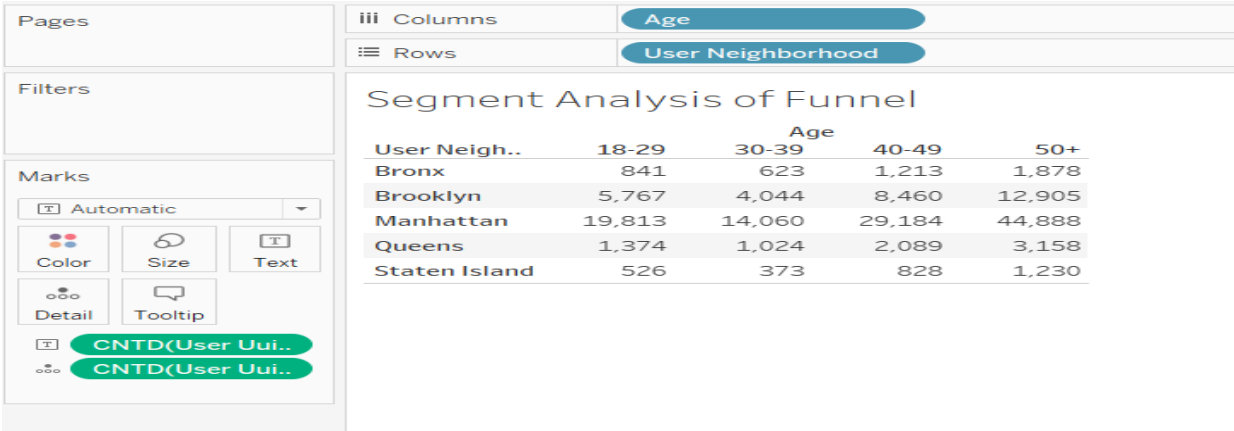 Pages
Filters
Marks
T Automatic
Color Size T Text
Detail Tooltip
T CNTD(User Uui..
CNTD(User Uui..
iii Columns Age
Rows User Neighborhood
Segment Analysis of Funnel
Age
User Neigh.. 18-29 30-39 40-49 50+
Bronx 841 623 1,213 1,878
Brooklyn 5,767 4,044 8,460 12,905
Manhattan 19,813 14,060 29,184 44,888
Queens 1,374 1,024 2,089 3,158
Staten Island 526 373 828 1,230